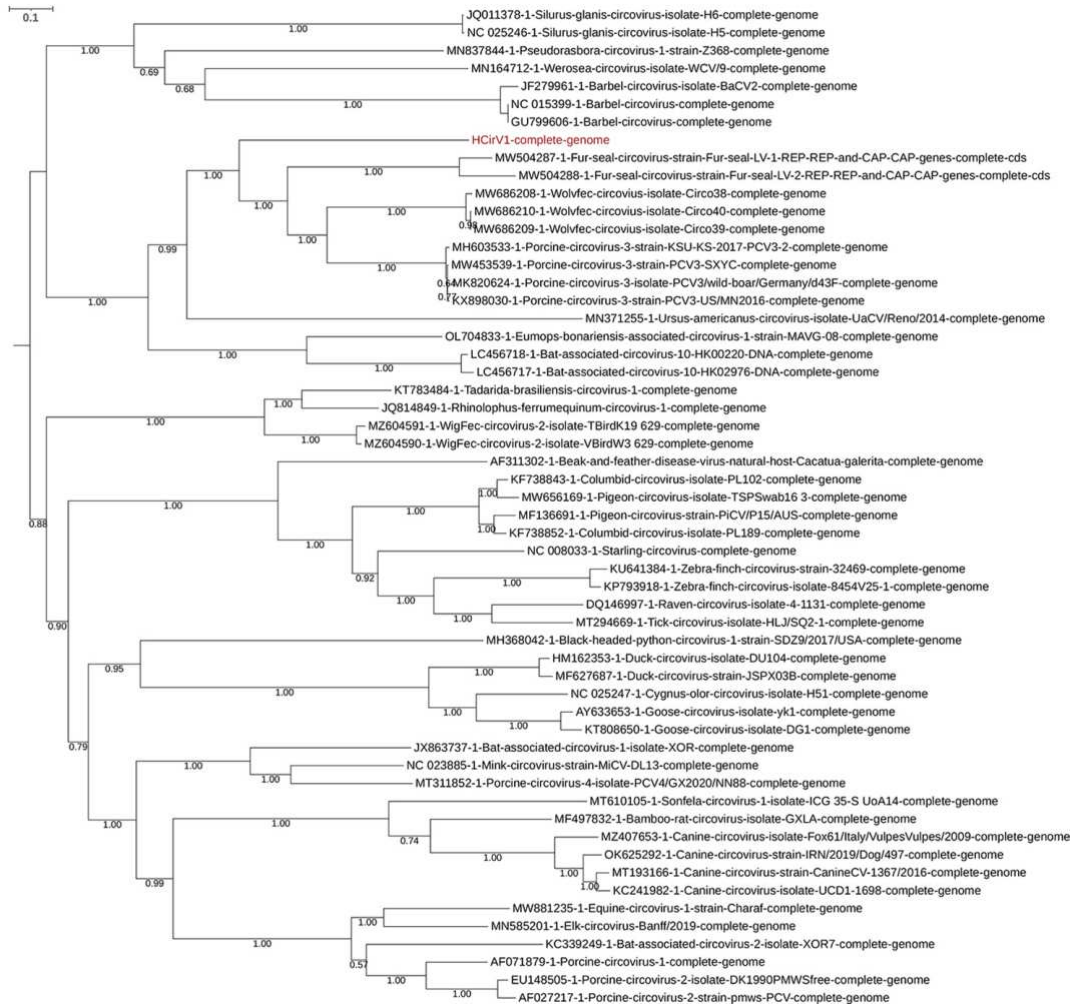 0.1
JQ011378-1-Silurus-glanis-circovirus-isolate-H6-complete-genome
1.00
NC 025246-1-Silurus-glanis-circovirus-isolate-H5-complete-genome
1.00
MN837844-1-Pseudorasbora-circovirus-1-strain-Z368-complete-genome
0.69
MN164712-1-Werosea-circovirus-isolate-WCV/9-complete-genome
0.68
JF279961-1-Barbel-circovirus-isolate-BaCV2-complete-genome
1.00
NC 015399-1-Barbel-circovirus-complete-genome
GU799606-1-Barbel-circovirus-complete-genome
HCirV1-complete-genome
MW504287-1-Fur-seal-circovirus-strain-Fur-seal-LV-1-REP-REP-and-CAP-CAP-genes-complete-cds
1.00
1.00
MW504288-1-Fur-seal-circovirus-strain-Fur-seal-LV-2-REP-REP-and-CAP-CAP-genes-complete-cds
MW686208-1-Wolvfec-circovius-isolate-Circo38-complete-genome
1.00
1.00
MW686210-1-Wolvfec-circovirus-isolate-Circo40-complete-genome
0.98
MW686209-1-Wolvfec-circovius-isolate-Circo39-complete-genome
1.00
MH603533-1-Porcine-circovirus-3-strain-KSU-KS-2017-PCV3-2-complete-genome
0.99
MW453539-1-Porcine-circovirus-3-strain-PCV3-SXYC-complete-genome
1.00
MK820624-1-Porcine-circovirus-3-isolate-PCV3/wild-boar/Germany/d43F-complete-genome
KX898030-1-Porcine-circovirus-3-strain-PCV3-US/MN2016-complete-genome
1.00
MN371255-1-Ursus-americanus-circovirus-isolate-UaCV/Reno/2014-complete-genome
OL704833-1-Eumops-bonariensis-associated-circovirus-1-strain-MAVG-08-complete-genome
1.00
LC456718-1-Bat-associated-circovirus-10-HK00220-DNA-complete-genome
1.00
LC456717-1-Bat-associated-circovirus-10-HK02976-DNA-complete-genome
KT783484-1-Tadarida-brasiliensis-circovirus-1-complete-genome
1.00
JQ814849-1-Rhinolophus-ferrumequinum-circovirus-1-complete-genome
1.00
MZ604591-1-WigFec-circovirus-2-isolate-TBirdK19 629-complete-genome
1.00
MZ604590-1-WigFec-circovirus-2-isolate-VBirdW3 629-complete-genome
AF311302-1-Beak-and-feather-disease-virus-natural-host-Cacatua-galerita-complete-genome
KF738843-1-Columbid-circovirus-isolate-PL102-complete-genome
1.00
MW656169-1-Pigeon-circovirus-isolate-TSPSwab16 3-complete-genome
1.00
1.00
MF136691-1-Pigeon-circovirus-strain-PiCV/P15/AUS-complete-genome
0.88
1.00
KF738852-1-Columbid-circovirus-isolate-PL189-complete-genome
1.00
NC 008033-1-Starling-circovirus-complete-genome
KU641384-1-Zebra-finch-circovirus-strain-32469-complete-genome
0.92
1.00
KP793918-1-Zebra-finch-circovirus-isolate-8454V25-1-complete-genome
1.00
DQ146997-1-Raven-circovirus-isolate-4-1131-complete-genome
1.00
MT294669-1-Tick-circovirus-isolate-HLJ/SQ2-1-complete-genome
0.90
MH368042-1-Black-headed-python-circovirus-1-strain-SDZ9/2017/USA-complete-genome
HM162353-1-Duck-circovirus-isolate-DU104-complete-genome
0.95
1.00
MF627687-1-Duck-circovirus-strain-JSPX03B-complete-genome
1.00
NC 025247-1-Cygnus-olor-circovirus-isolate-H51-complete-genome
1.00
AY633653-1-Goose-circovirus-isolate-yk1-complete-genome
1.00
KT808650-1-Goose-circovirus-isolate-DG1-complete-genome
0.79
JX863737-1-Bat-associated-circovirus-1-isolate-XOR-complete-genome
1.00
NC 023885-1-Mink-circovirus-strain-MiCV-DL13-complete-genome
1.00
MT311852-1-Porcine-circovirus-4-isolate-PCV4/GX2020/NN88-complete-genome
MT610105-1-Sonfela-circovirus-1-isolate-ICG 35-S UoA14-complete-genome
1.00
1.00
MF497832-1-Bamboo-rat-circovirus-isolate-GXLA-complete-genome
0.74
MZ407653-1-Canine-circovirus-isolate-Fox61/Italy/VulpesVulpes/2009-complete-genome
1.00
OK625292-1-Canine-circovirus-strain-IRN/2019/Dog/497-complete-genome
1.00
MT193166-1-Canine-circovirus-strain-CanineCV-1367/2016-complete-genome
0.99
1.00
KC241982-1-Canine-circovirus-isolate-UCD1-1698-complete-genome
MW881235-1-Equine-circovirus-1-strain-Charaf-complete-genome
1.00
MN585201-1-Elk-circovirus-Banff/2019-complete-genome
1.00
KC339249-1-Bat-associated-circovirus-2-isolate-XOR7-complete-genome
0.57
AF071879-1-Porcine-circovirus-1-complete-genome
1.00
EU148505-1-Porcine-circovirus-2-isolate-DK1990PMWSfree-complete-genome
1.00
AF027217-1-Porcine-circovirus-2-strain-pmws-PCV-complete-genome